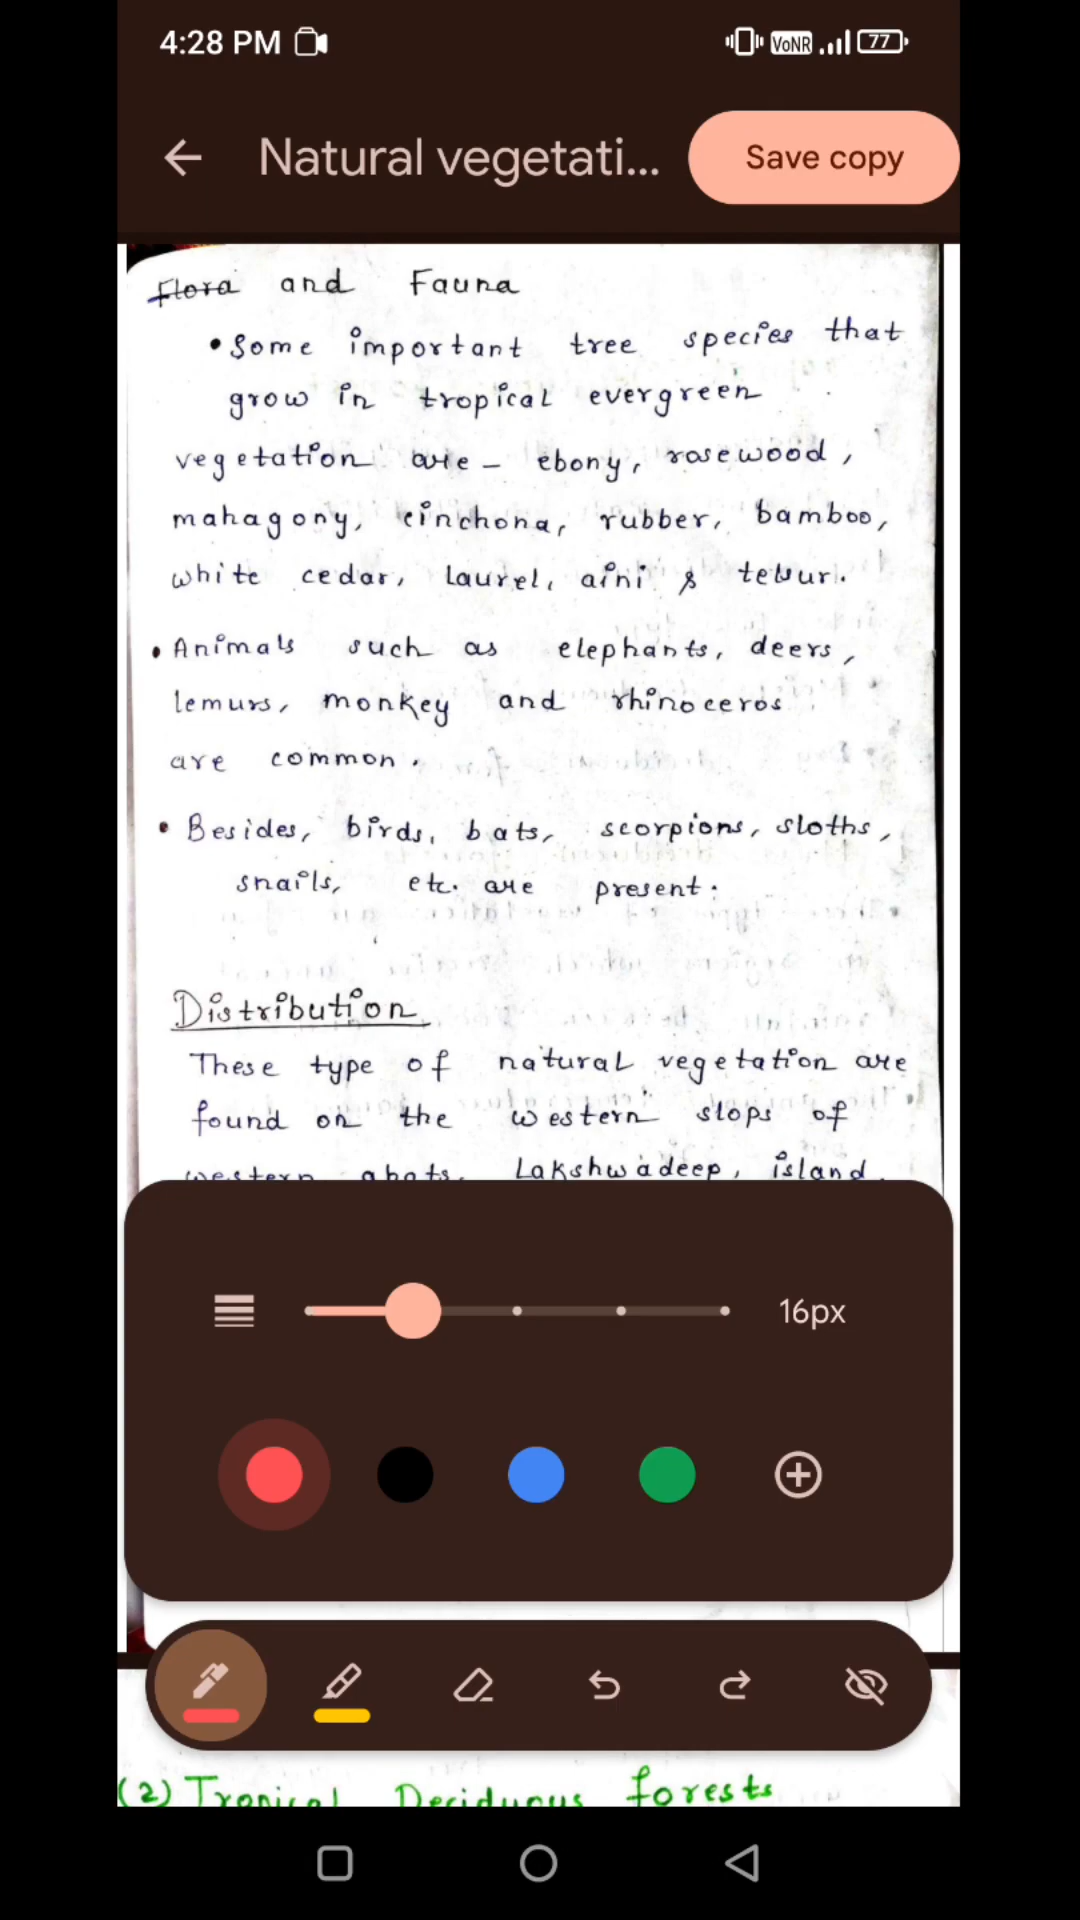 4:28 PM
VoNR
77
Natural vegetati...
Save copy
Flora and Fauna
• Some important tree species that
grow in tropical evergreen
vegetation are - ebony, rosewood,
mahagony, cinchona, rubber, bamboo,
white cedar, Laurel, aini &
• Animals such as elephants, deers,
lemurs, monkey and rhinoceros
are common.
• Besides, birds, bats, scorpions, sloths,
snails, etc. are present.
Distribution
These type of natural vegetation are
found on the western slops of
western ghats, Lakshwadeep, island
16px
(2) Tropical Deciduous forests